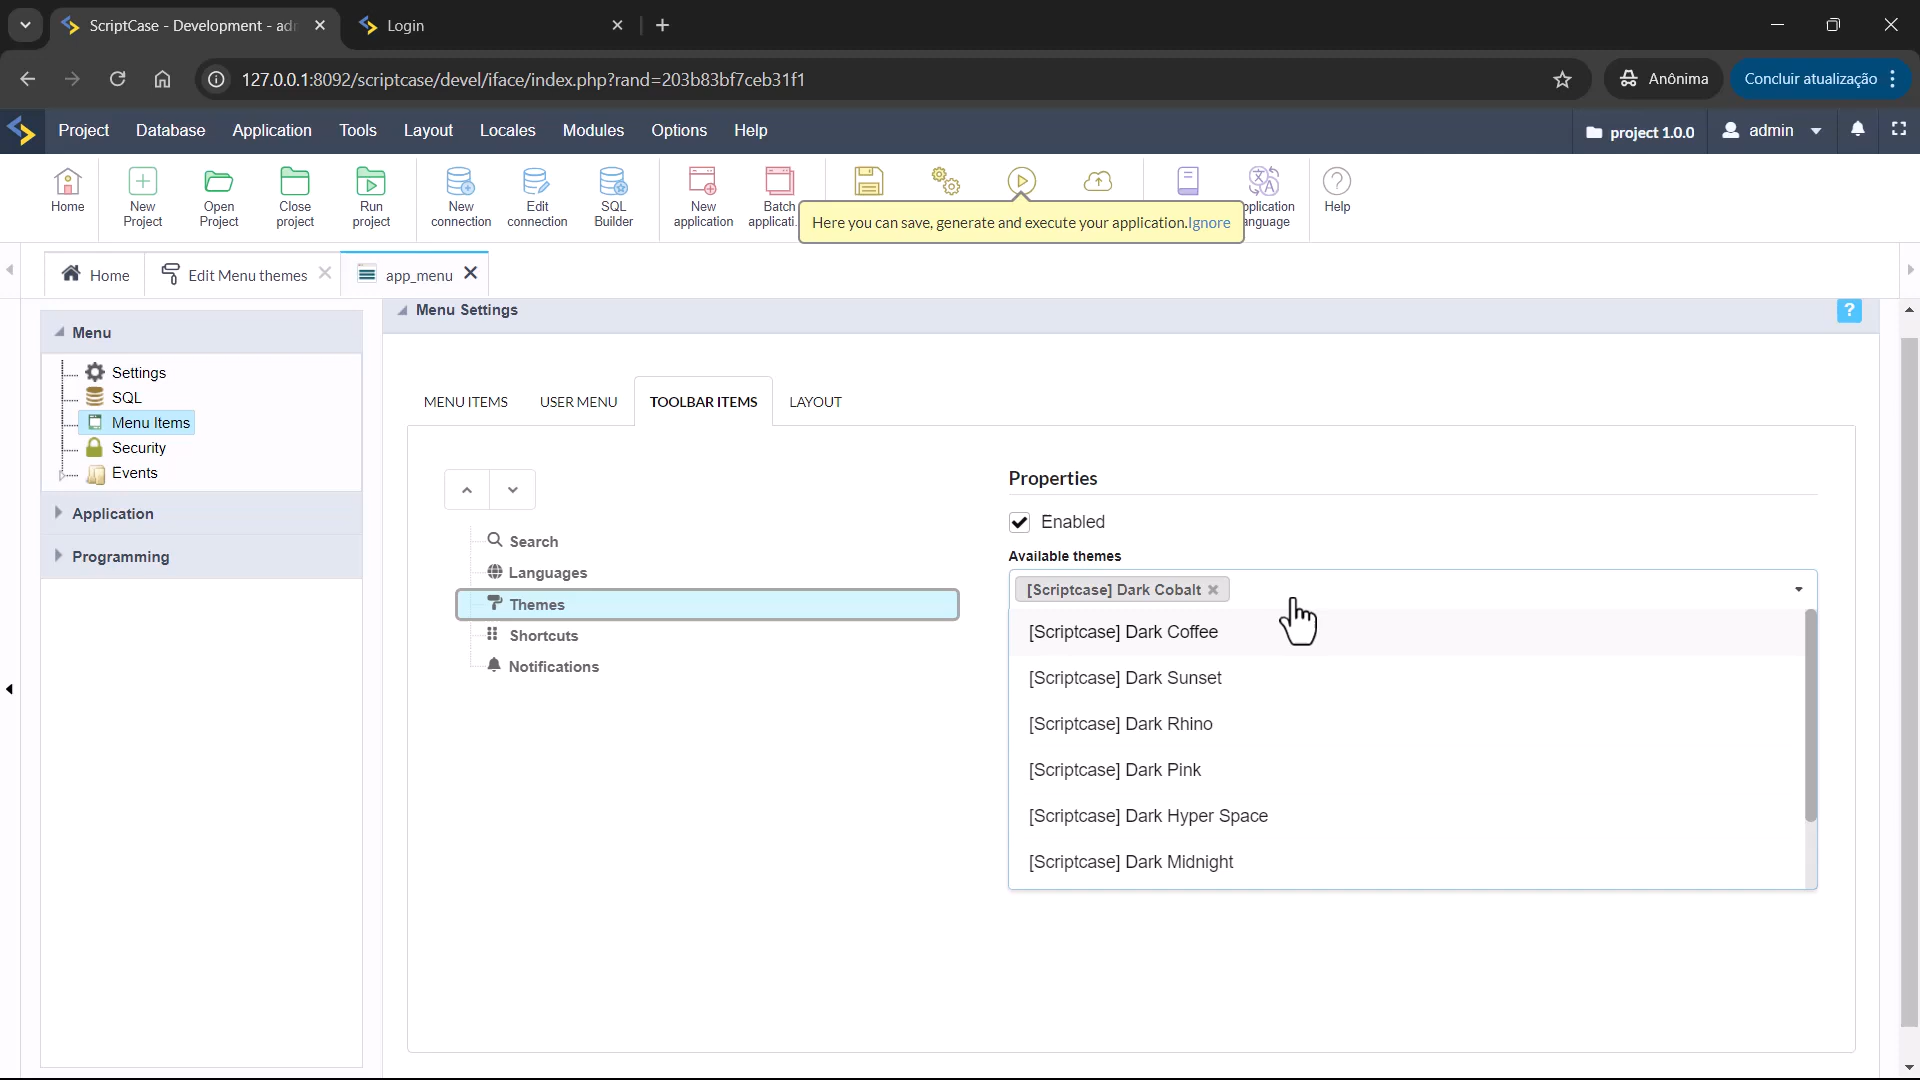 ScriptCase - Development - adr
Login
127.0.0.1:8092/scriptcase/devel/iface/index.php?rand=203b83bf7ceb31f1
Anônima
Concluir atualização
Project Database Application Tools Layout Locales Modules Options Help
project 1.0.0
admin
Home
New
Project
Open
Project
Close
project
Run
project
New
connection
Edit
connection
SQL
Builder
New
application
Batch
applicati.
Here you can save, generate and execute your application.Ignore
pplication
anguage
Help
Home
Edit Menu themes
app_menu
Menu
Settings
SQL
Menu Items
Security
Events
Application
Programming
Menu Settings
?
MENU ITEMS USER MENU TOOLBAR ITEMS LAYOUT
Search
Languages
Themes
Shortcuts
Notifications
Properties
Enabled
Available themes
[Scriptcase] Dark Cobalt
[Scriptcase] Dark Coffee
[Scriptcase] Dark Sunset
[Scriptcase] Dark Rhino
[Scriptcase] Dark Pink
[Scriptcase] Dark Hyper Space
[Scriptcase] Dark Midnight